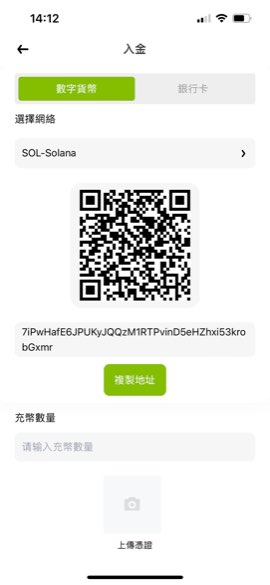 14:12
入金
數字貨幣
銀行卡
選擇網絡
SOL-Solana
7iPwHafE6JPUKyJQQzM1RTPvinD5eHZhxi53kro
bGxmr
複製地址
充幣數量
请输入充幣數量
上傳憑證